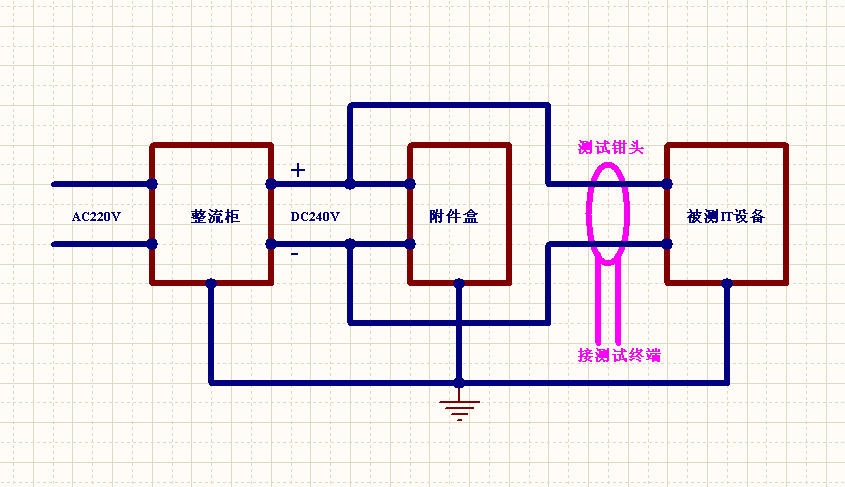 测试钳头
+
AC220V
整流柜
DC240V
附件盒
被测IT设备
-
接测试终端